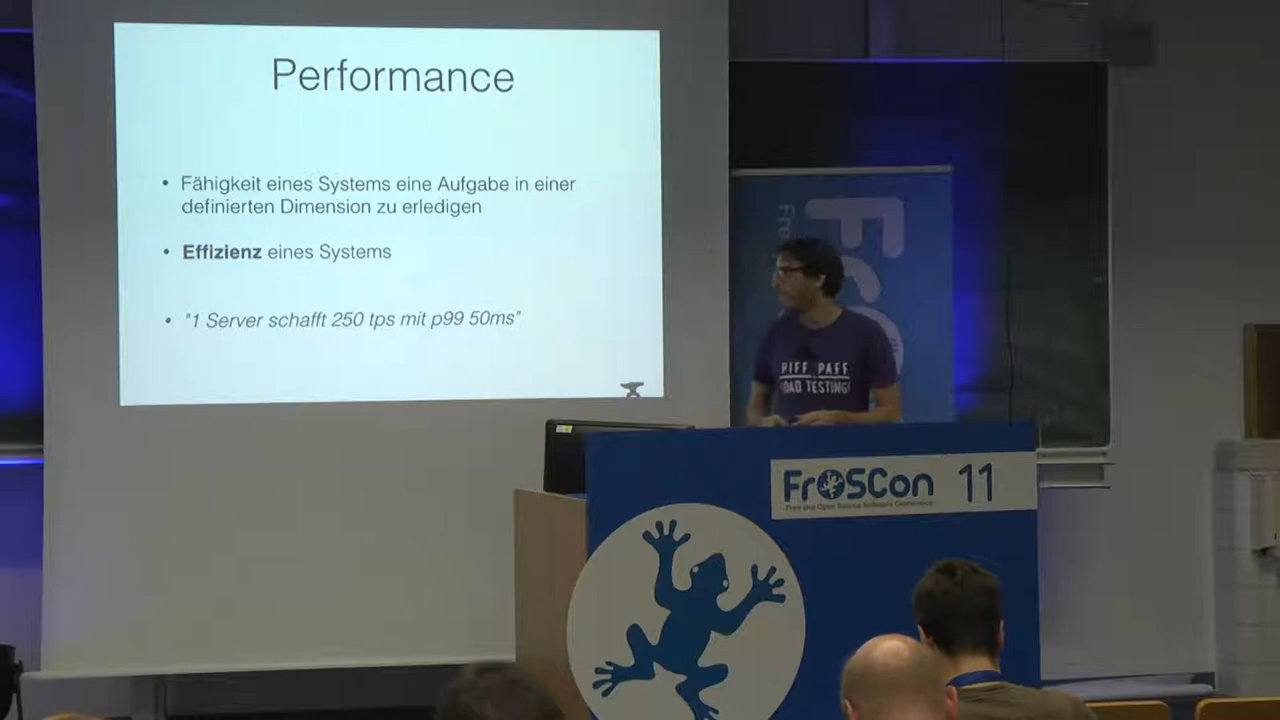 Performance
• Fähigkeit eines Systems eine Aufgabe in einer
definierten Dimension zu erledigen
• Effizienz eines Systems
• "1 Server schafft 250 tps mit p99 50ms"
PIFF PAFF
OAD TESTING!
FrOSCon 11
Free and Open Source Software Conference